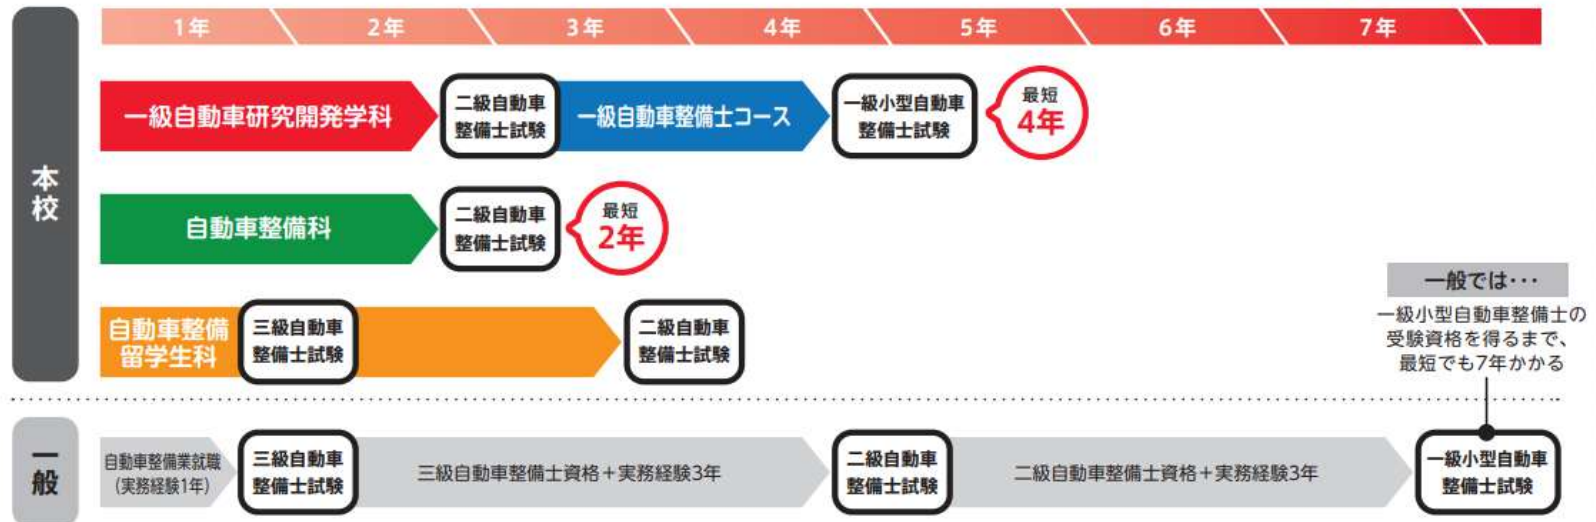 1年 2年 3年 4年 5年 6年 7年
本校
一級自動車研究開発学科
二級自動車
整備士試験
一級自動車整備士コース
一級小型自動車
整備士試験
最短
4年
自動車整備科
二級自動車
整備士試験
最短
2年
自動車整備
留学生科
三級自動車
整備士試験
二級自動車
整備士試験
一般では・・・
一級小型自動車整備士の
受験資格を得るまで、
最短でも7年かかる
一般
自動車整備業就職
(実務経験1年)
三級自動車
整備士試験
三級自動車整備士資格＋実務経験3年
二級自動車
整備士試験
二級自動車整備士資格＋実務経験3年
一級小型自動車
整備士試験